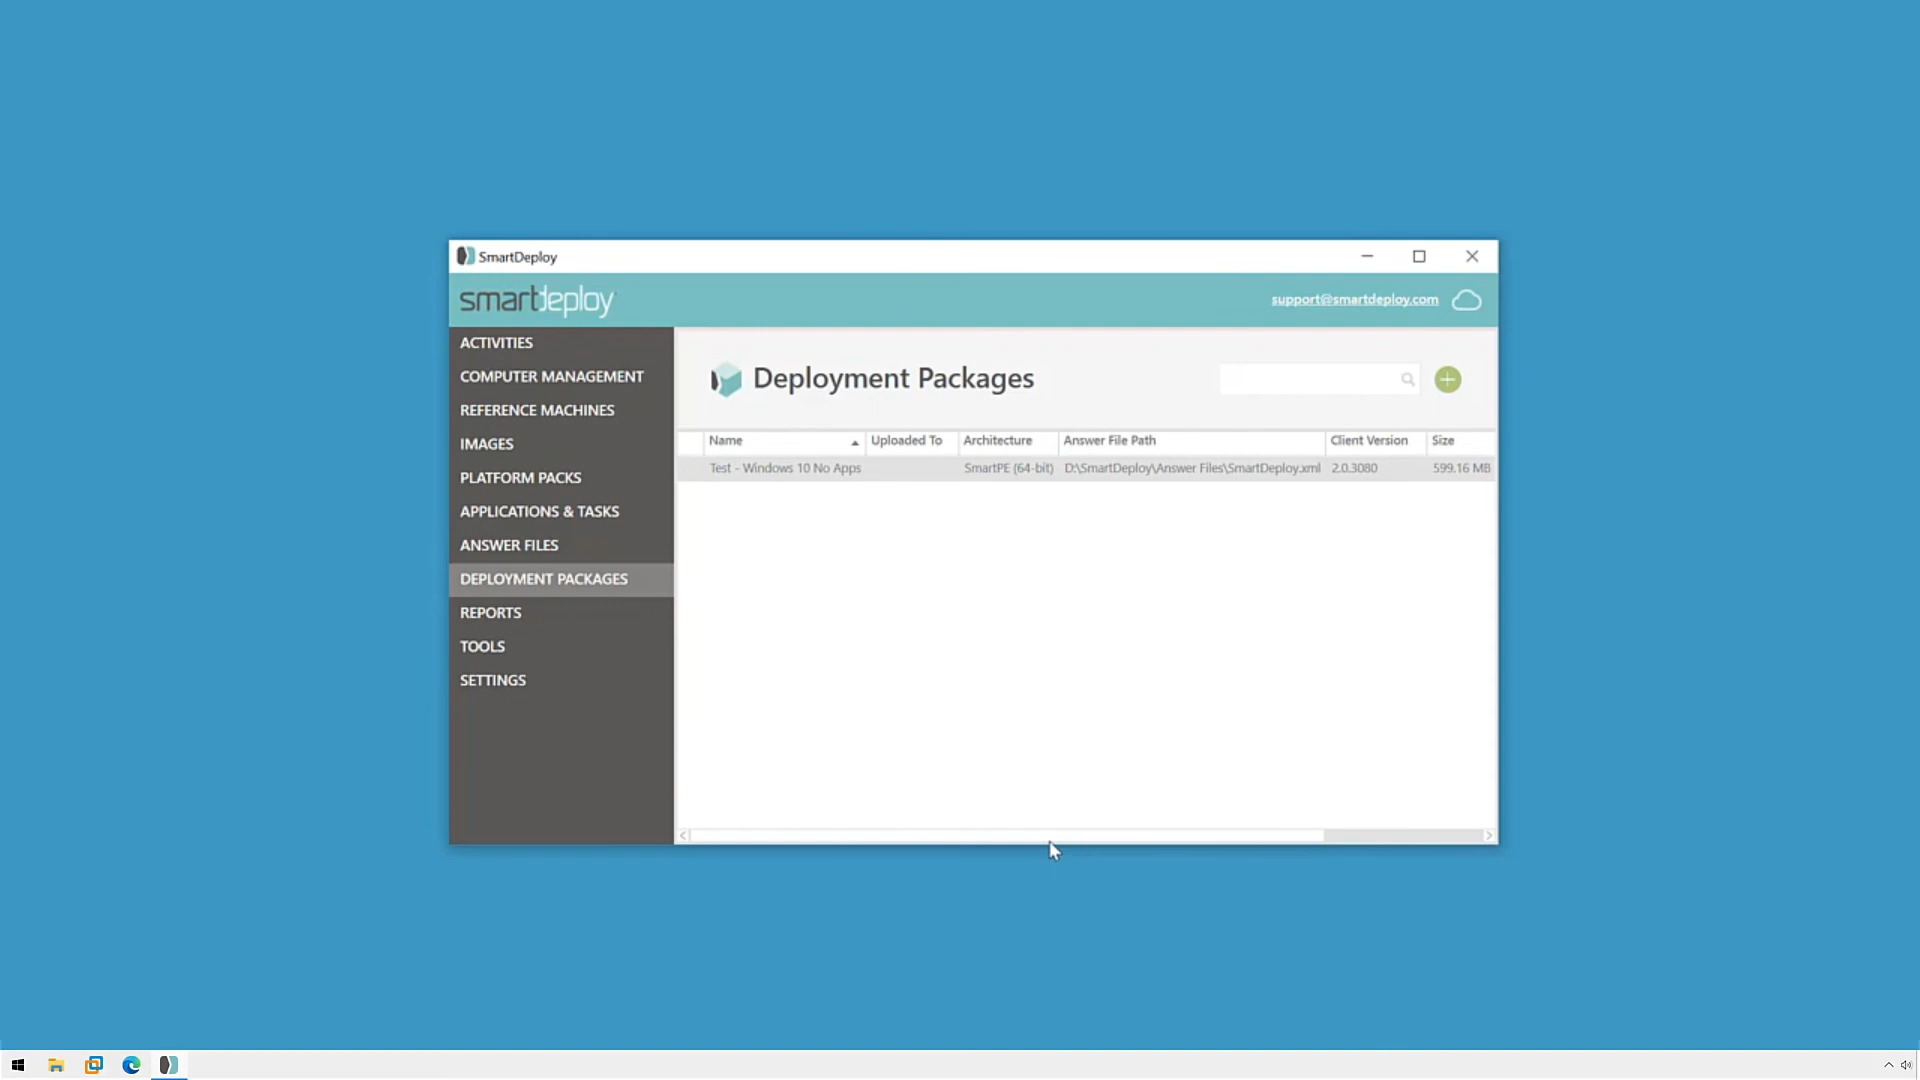 SmartDeploy
smartdeploy
support@smartdeploy.com
ACTIVITIES
COMPUTER MANAGEMENT
REFERENCE MACHINES
IMAGES
PLATFORM PACKS
APPLICATIONS & TASKS
ANSWER FILES
DEPLOYMENT PACKAGES
REPORTS
TOOLS
SETTINGS
Deployment Packages
Name Uploaded To Architecture Answer File Path Client Version Size
Test - Windows 10 No Apps SmartPE (64-bit) D:\SmartDeploy\Answer Files\SmartDeploy.xml 2.0.3080 599.16 MB